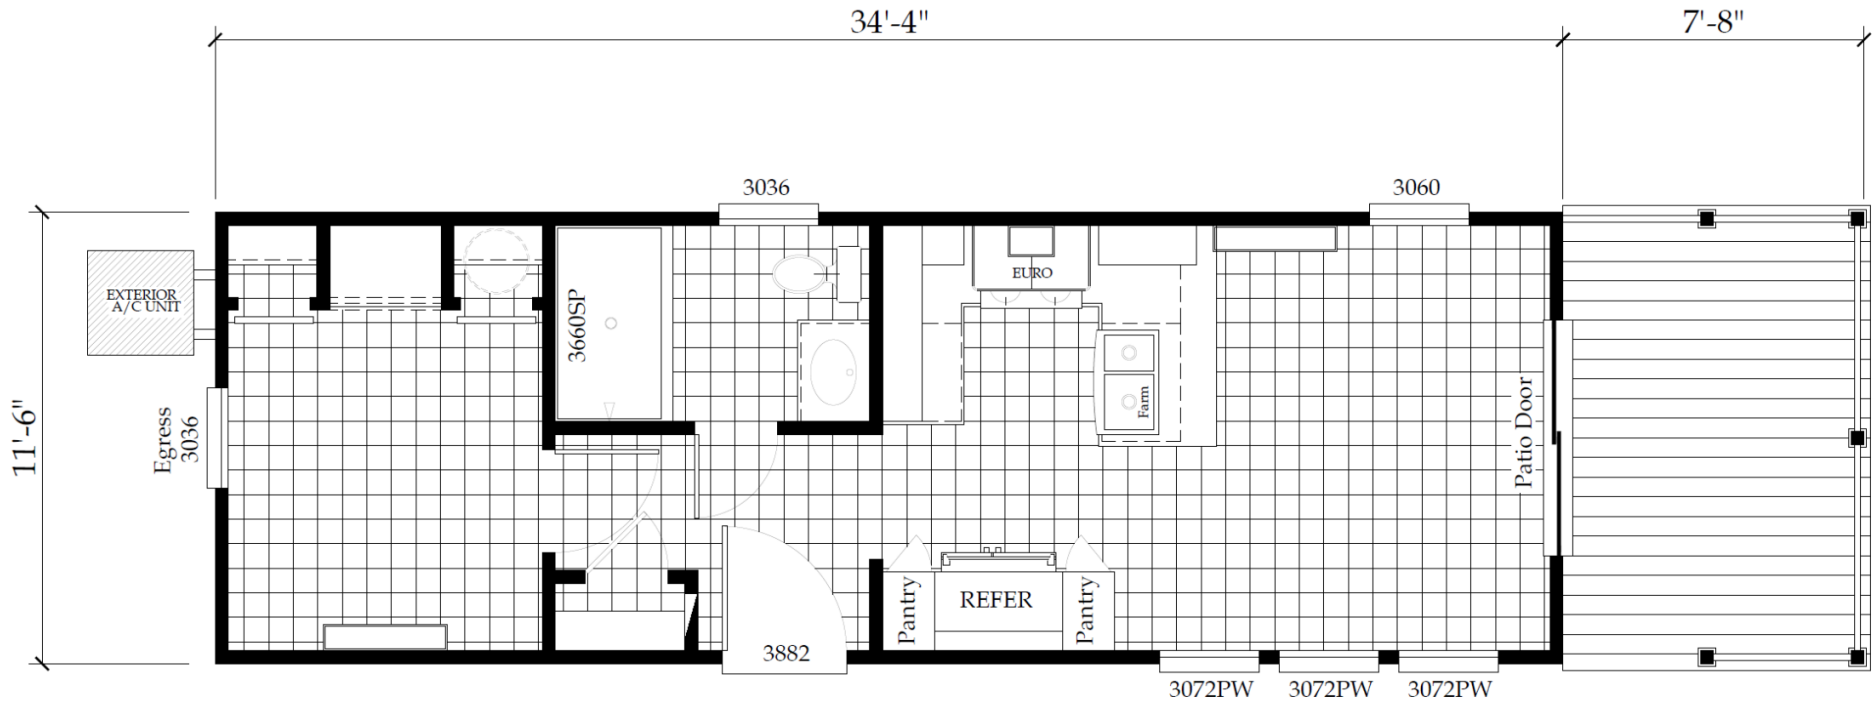 34'-4"
7'-8"
3036
3060
EXTERIOR
A/C UNIT
EURO
3660SP
Farm
11'-6"
Egress
3036
Patio Door
Pantry
REFER
Pantry
3882
3072PW
3072PW
3072PW